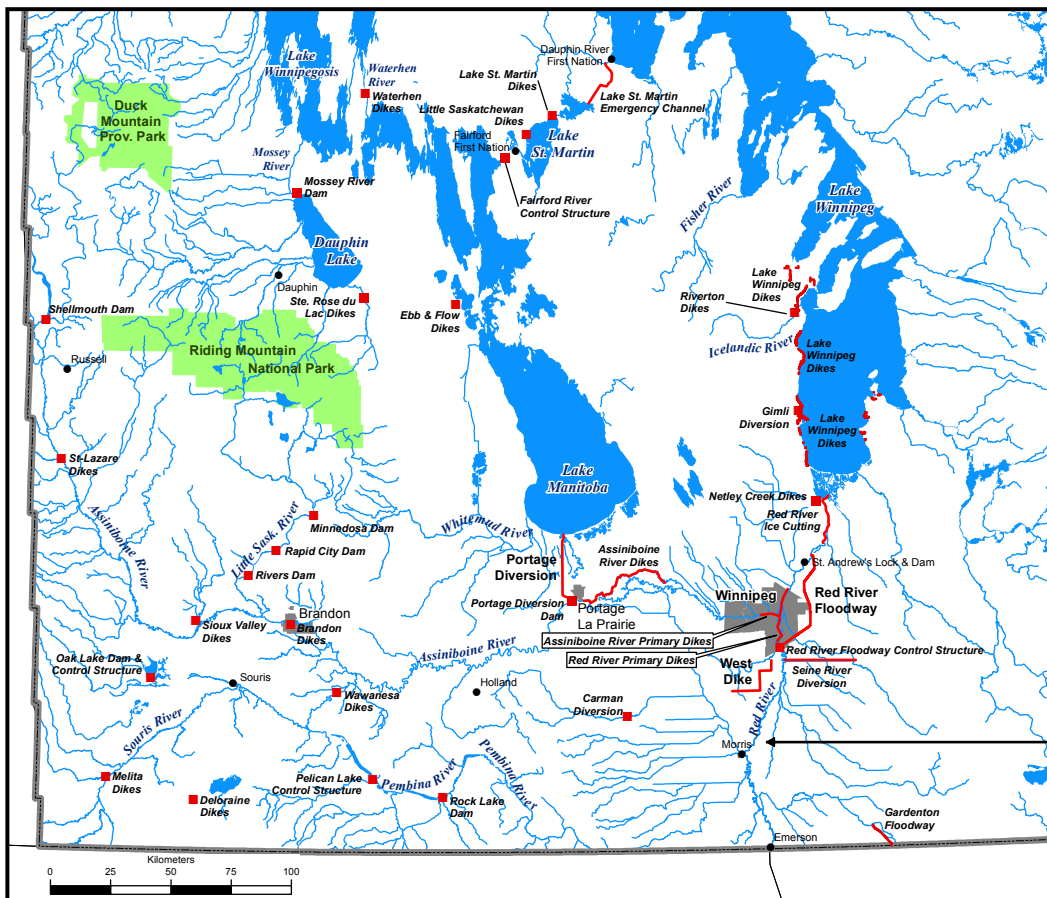 Dauphin River
First Nation
Lake
Winnipegosis
Waterhen
River
Waterhen
Dikes
Lake St. Martin
Dikes
Lake St. Martin
Emergency Channel
Little Saskatchewan
Dikes
Duck
Mountain
Prov. Park
Fairford
First Nation
Lake
St. Martin
Mossey
River
Mossey River
Dam
Fairford River
Control Structure
Fisher River
Lake
Winnipeg
Dauphin
Lake
Dauphin
Lake
Winnipeg
Dikes
Ste. Rose du
Lac Dikes
Ebb & Flow
Dikes
Riverton
Dikes
Shellmouth Dam
Russell
Riding Mountain
National Park
Icelandic River
Lake
Winnipeg
Dikes
Gimli
Diversion
Lake
Winnipeg
Dikes
St-Lazare
Dikes
Lake
Manitoba
Netley Creek Dikes
Red River
Ice Cutting
Assiniboine River
Little Sask. River
Minnedosa Dam
Whitemud River
Rapid City Dam
Rivers Dam
Portage
Diversion
Assiniboine
River Dikes
St. Andrew's Lock & Dam
Winnipeg
Red River
Floodway
Portage Diversion
Dam
Portage
La Prairie
Sioux Valley
Dikes
Brandon
Brandon
Dikes
Assiniboine River
Assiniboine River Primary Dikes
Red River Primary Dikes
Red River Floodway Control Structure
Oak Lake Dam &
Control Structure
Souris
Wawanesa
Dikes
Holland
West
Dike
Seine River
Diversion
Carman
Diversion
Red River
Souris River
Morris
Melita
Dikes
Deloraine
Dikes
Pelican Lake
Control Structure
Pembina River
Pembina River
Rock Lake
Dam
Gardenton
Floodway
Emerson
Kilometers
0 25 50 75 100